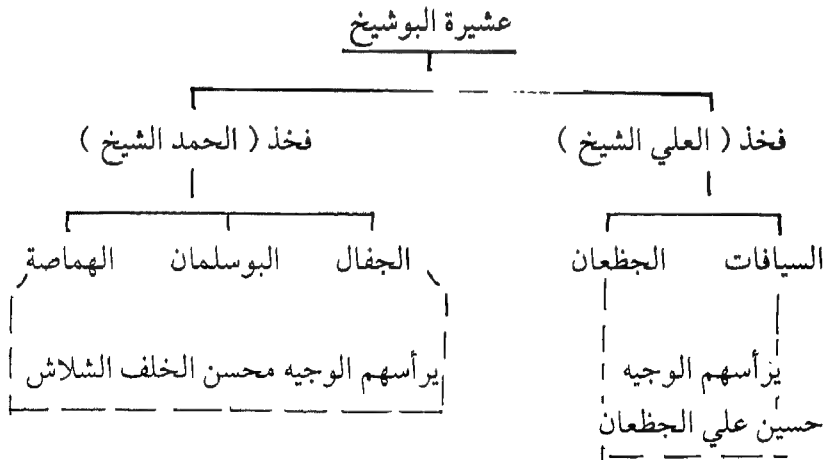 عشيرة البوشيخ
فخذ ( العلي الشيخ ) فخذ ( الحمد الشيخ )
السيافات الجظعان الجفال البوسلمان الهماصة
يرأسهم الوجيه يرأسهم الوجيه محسن الخلف الشلاش
حسين علي الجظعان